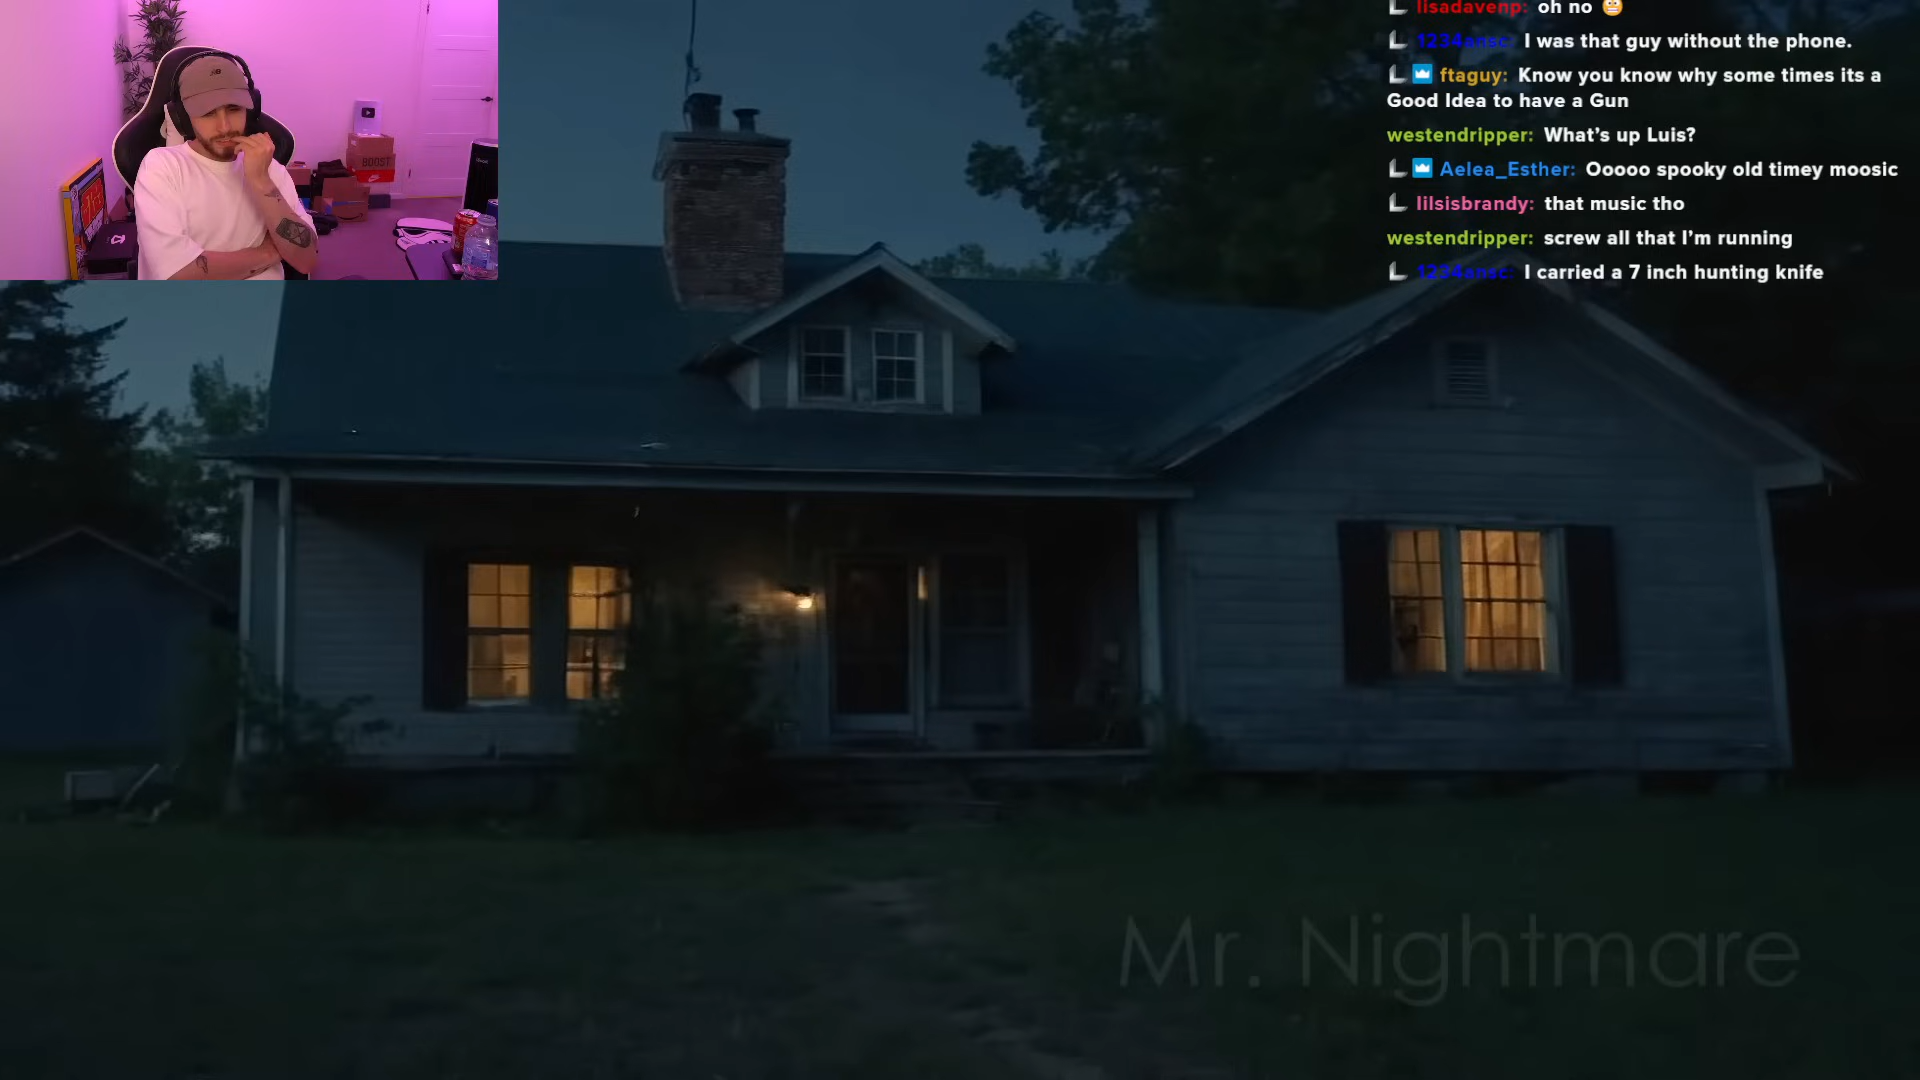 lisadavenp: oh no 😬
1234ansc: I was that guy without the phone.
ftaguy: Know you know why some times its a
Good Idea to have a Gun
westendripper: What's up Luis?
Aelea_Esther: Ooooo spooky old timey moosic
lilsisbrandy: that music tho
westendripper: screw all that I'm running
1234ansc: I carried a 7 inch hunting knife
BOOST
Mr. Nightmare